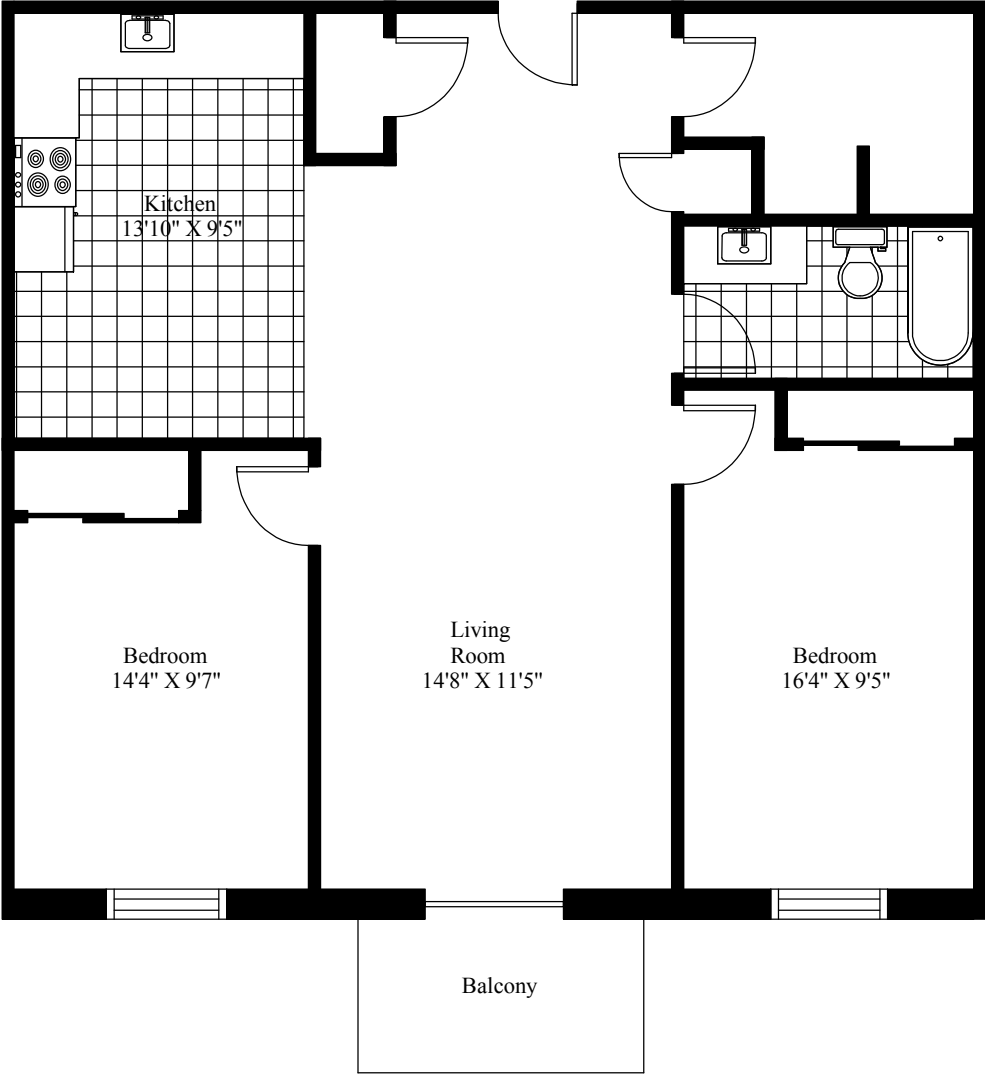 Kitchen
13'10" X 9'5"
Living
Room
14'8" X 11'5"
Bedroom
14'4" X 9'7"
Bedroom
16'4" X 9'5"
Balcony